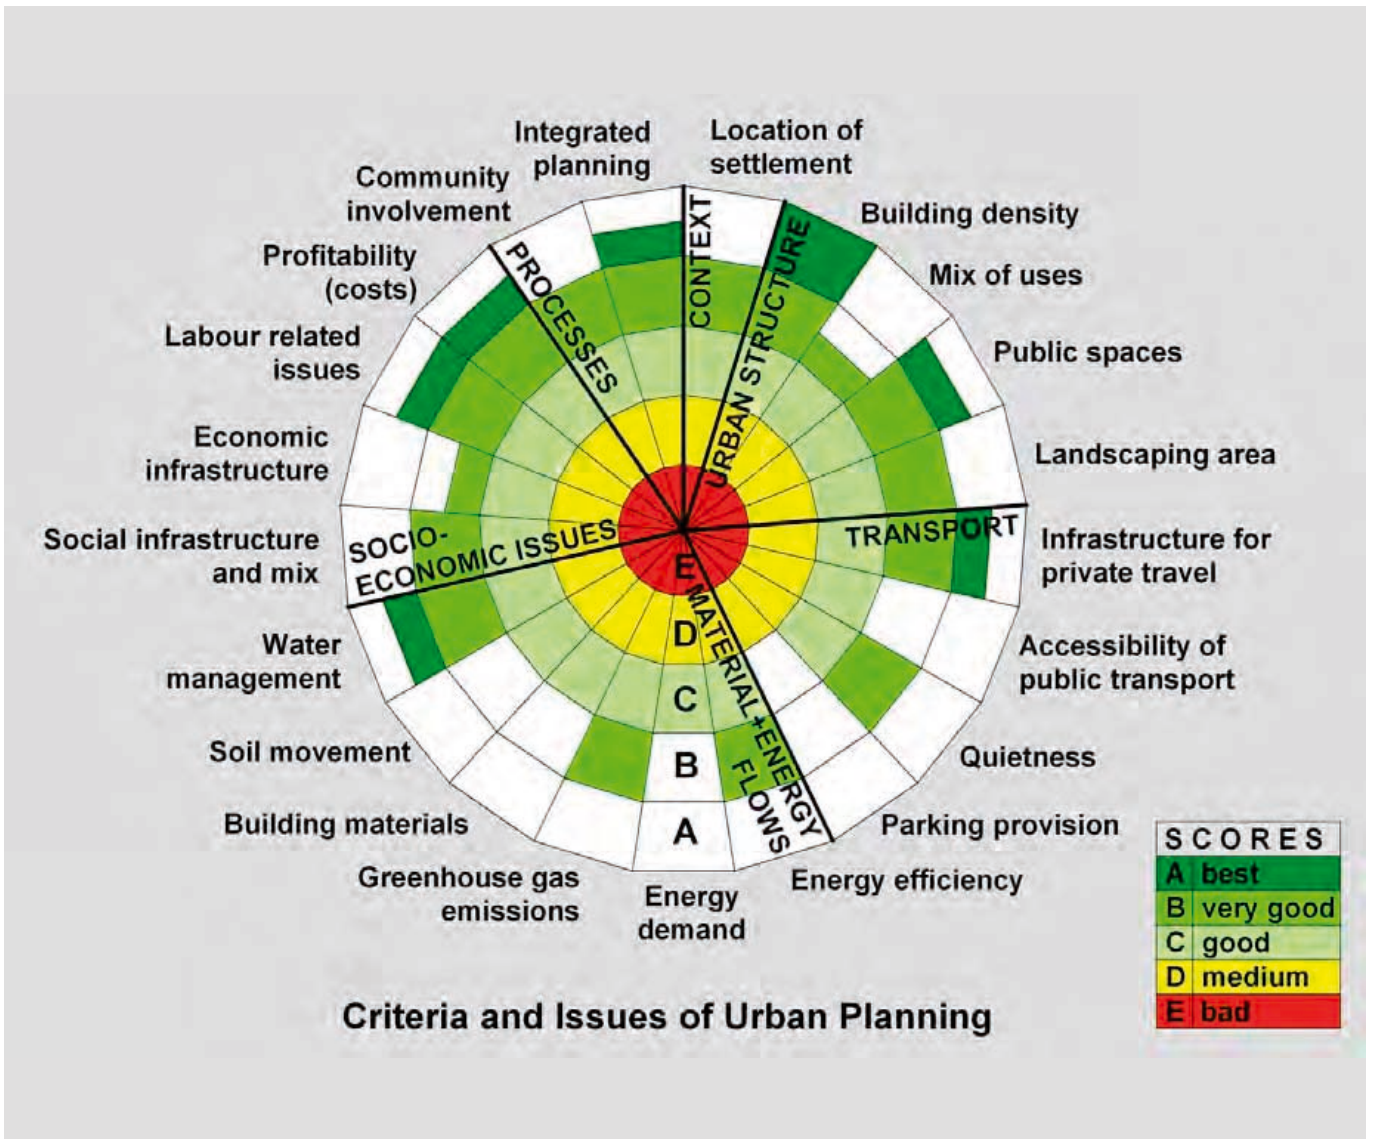 Integrated
planning
Location of
settlement
Community
involvement
Building density
Profitability
(costs)
Mix of uses
Labour related
issues
Public spaces
Economic
infrastructure
Landscaping area
Social infrastructure
and mix
Infrastructure for
private travel
Water
management
Accessibility of
public transport
Soil movement
Quietness
Building materials
Parking provision
Greenhouse gas
emissions
Energy
demand
Energy efficiency
PROCESSES
CONTEXT
URBAN STRUCTURE
TRANSPORT
SOCIO-
ECONOMIC ISSUES
MATERIAL+ENERGY
FLOWS
E
D
C
B
A
SCORES
A best
B very good
C good
D medium
E bad
Criteria and Issues of Urban Planning